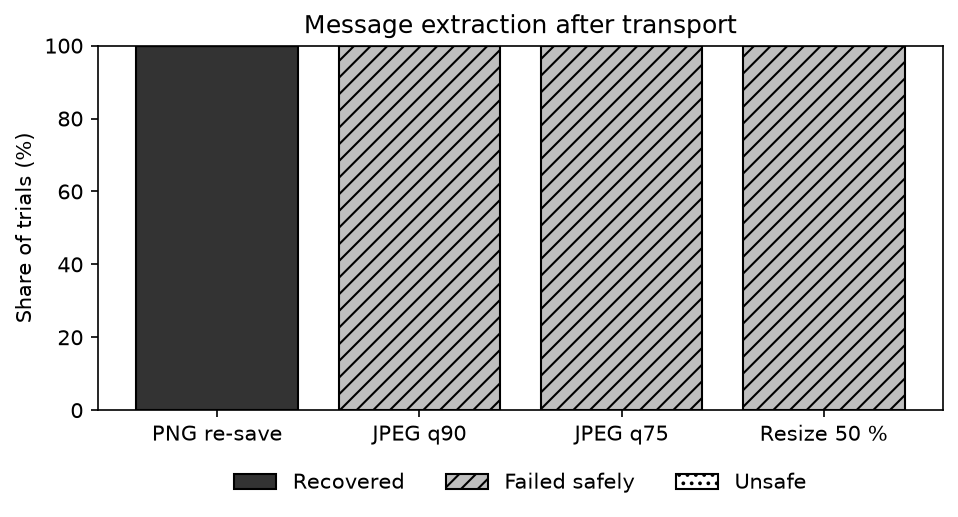 Message extraction after transport
Share of trials (%)
100
80
60
40
20
0
PNG re-save JPEG q90 JPEG q75 Resize 50 %
Recovered Failed safely Unsafe